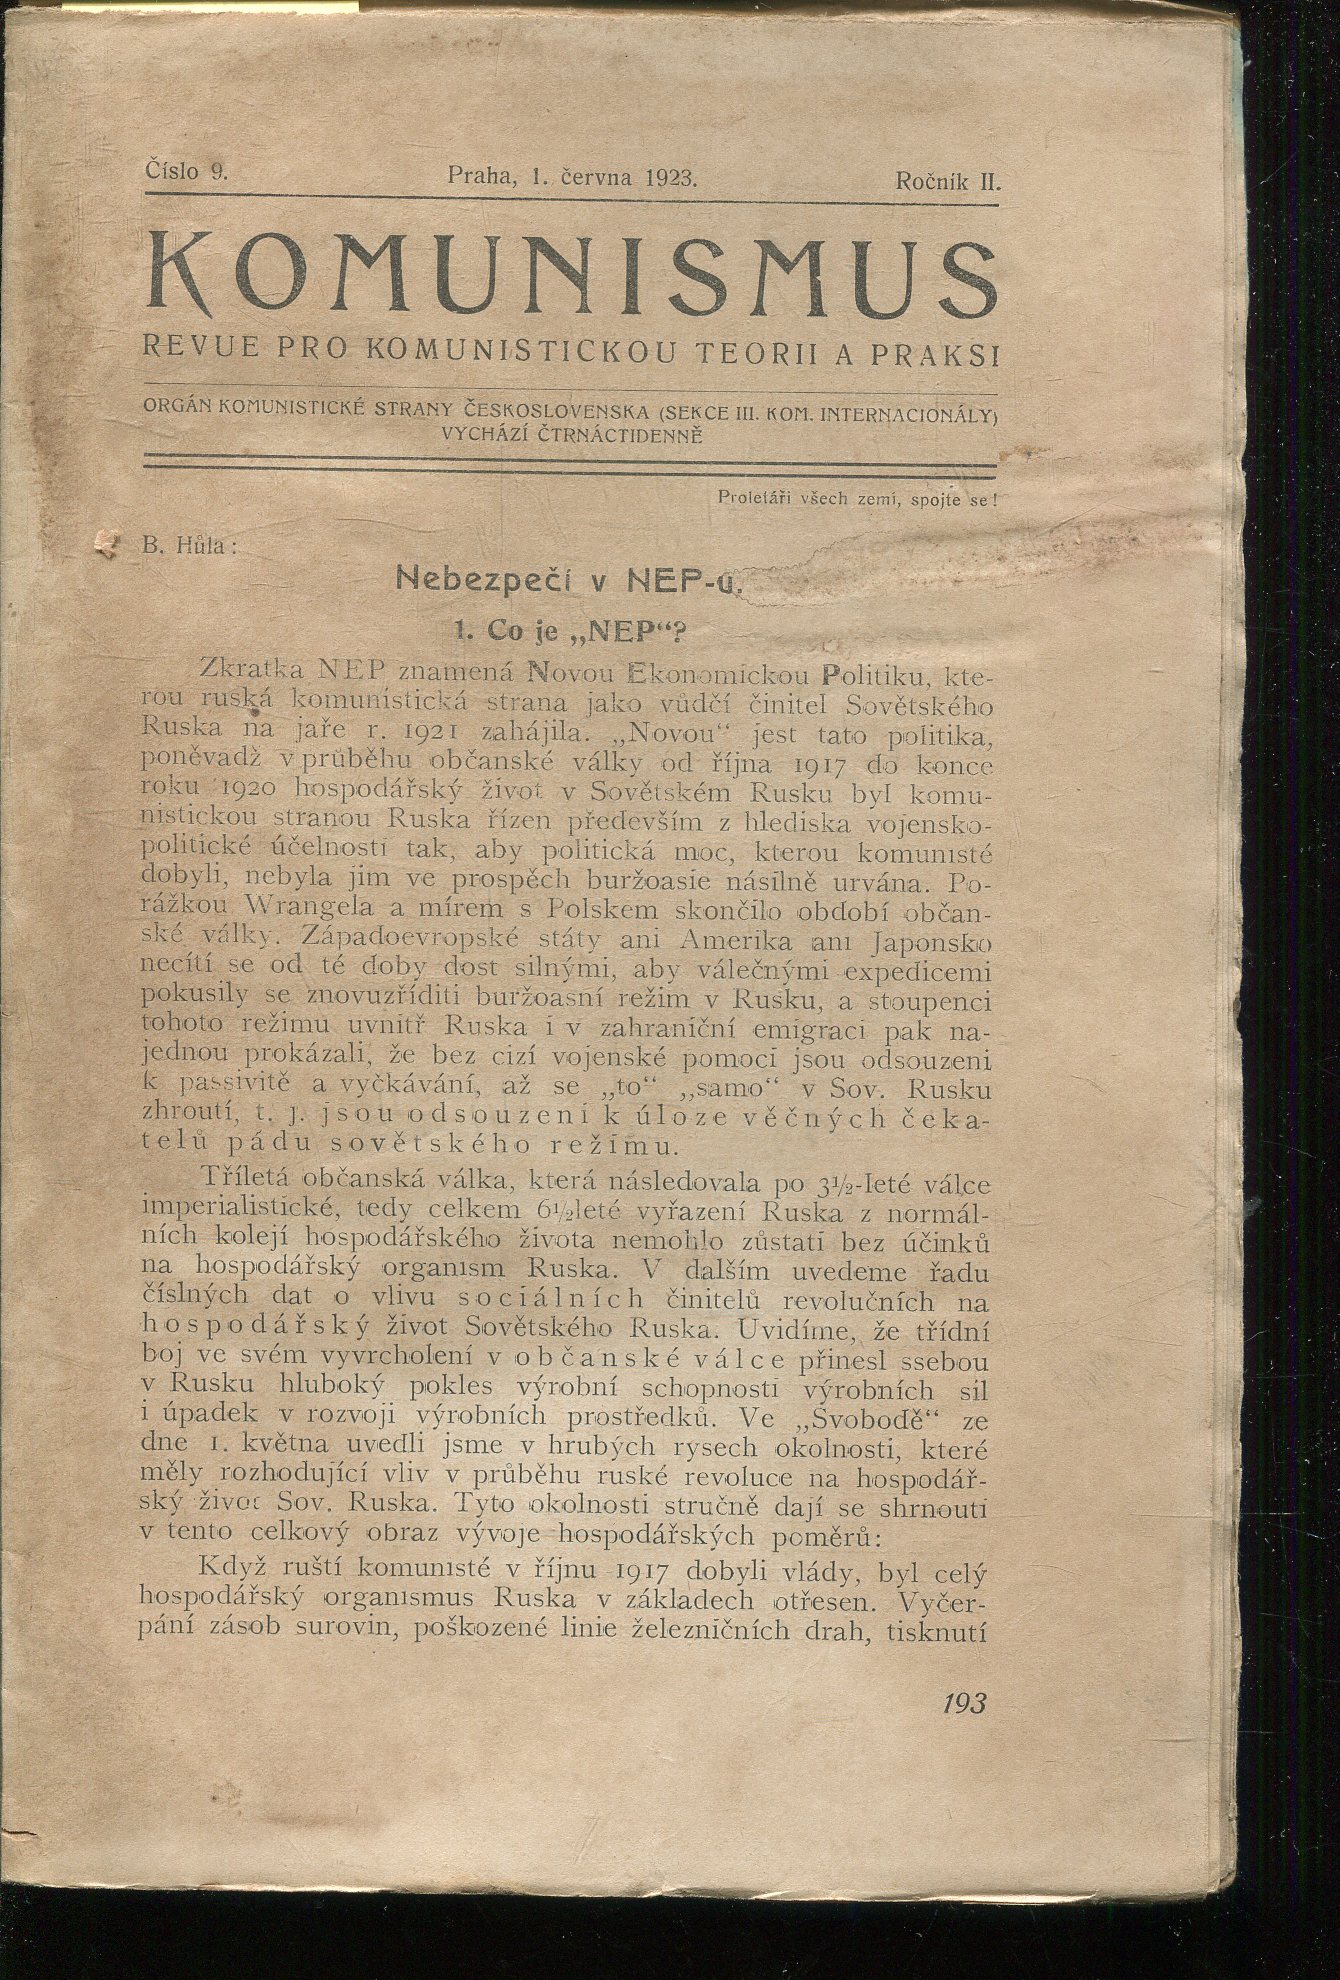 Číslo 9. Praha, 1. června 1923. Ročník II.
KOMUNISMUS
REVUE PRO KOMUNISTICKOU TEORII A PRAKSI
ORGÁN KOMUNISTICKÉ STRANY ČESKOSLOVENSKA (SEKCE III. KOM. INTERNACIONÁLY)
VYCHÁZÍ ČTRNÁCTIDENNĚ
Proletáři všech zemí, spojte se!
B. Hůla:
Nebezpečí v NEP-u.
1. Co je „NEP“?
Zkratka NEP znamená Novou Ekonomickou Politiku, kte-
rou ruská komunistická strana jako vůdčí činitel Sovětského
Ruska na jaře r. 1921 zahájila. „Novou“ jest tato politika,
poněvadž v průběhu občanské války od října 1917 do konce
roku 1920 hospodářský život v Sovětském Rusku byl komu-
nistickou stranou Ruska řízen především z hlediska vojensko-
politické účelnosti tak, aby politická moc, kterou komunisté
dobyli, nebyla jim ve prospěch buržoasie násilně urvána. Po-
rážkou Wrangela a mírem s Polskem skončilo období občan-
ské války. Západoevropské státy ani Amerika ani Japonsko
necítí se od té doby dost silnými, aby válečnými expedicemi
pokusily se znovuzříditi buržoasní režim v Rusku, a stoupenci
tohoto režimu uvnitř Ruska i v zahraniční emigraci pak na-
jednou prokázali, že bez cizí vojenské pomoci jsou odsouzeni
k passivitě a vyčkávání, až se „to“ „samo“ v Sov. Rusku
zhroutí, t. j. jsou odsouzeni k úloze věčných čeka-
telů pádu sovětského režimu.
Tříletá občanská válka, která následovala po 3½-leté válce
imperialistické, tedy celkem 6½leté vyřazení Ruska z normál-
ních kolejí hospodářského života nemohlo zůstati bez účinků
na hospodářský organism Ruska. V dalším uvedeme řadu
číslných dat o vlivu sociálních činitelů revolučních na
hospodářský život Sovětského Ruska. Uvidíme, že třídní
boj ve svém vyvrcholení v občanské válce přinesl ssebou
v Rusku hluboký pokles výrobní schopnosti výrobních sil
i úpadek v rozvoji výrobních prostředků. Ve „Svobodě“ ze
dne 1. května uvedli jsme v hrubých rysech okolnosti, které
měly rozhodující vliv v průběhu ruské revoluce na hospodář-
ský život Sov. Ruska. Tyto okolnosti stručně dají se shrnouti
v tento celkový obraz vývoje hospodářských poměrů:
Když ruští komunisté v říjnu 1917 dobyli vlády, byl celý
hospodářský organismus Ruska v základech otřesen. Vyčer-
pání zásob surovin, poškozené linie železničních drah, tisknutí
193